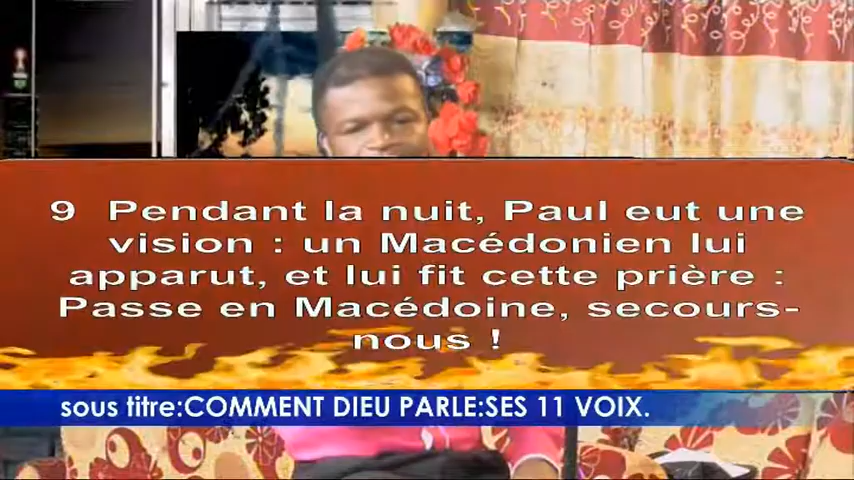 9 Pendant la nuit, Paul eut une
vision : un Macédonien lui
apparut, et lui fit cette prière :
Passe en Macédoine, secours-
nous !
sous titre:COMMENT DIEU PARLE:SES 11 VOIX.